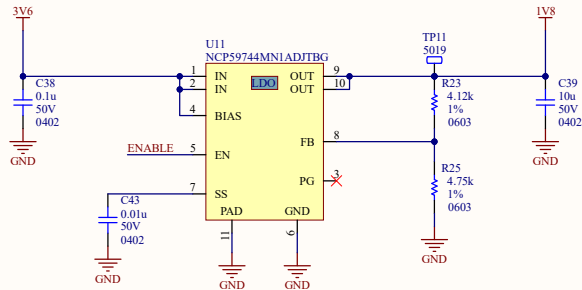 3V6
1V8
TP11
5019
U11
NCP59744MN1ADJTBG
LDO
1
IN
2
IN
4
BIAS
ENABLE
5
EN
7
SS
9
OUT
10
OUT
8
FB
3
PG
PAD
GND
11
6
C38
0.1u
50V
0402
GND
R23
4.12k
1%
0603
C39
10u
50V
0402
GND
R25
4.75k
1%
0603
GND
C43
0.01u
50V
0402
GND
GND
GND